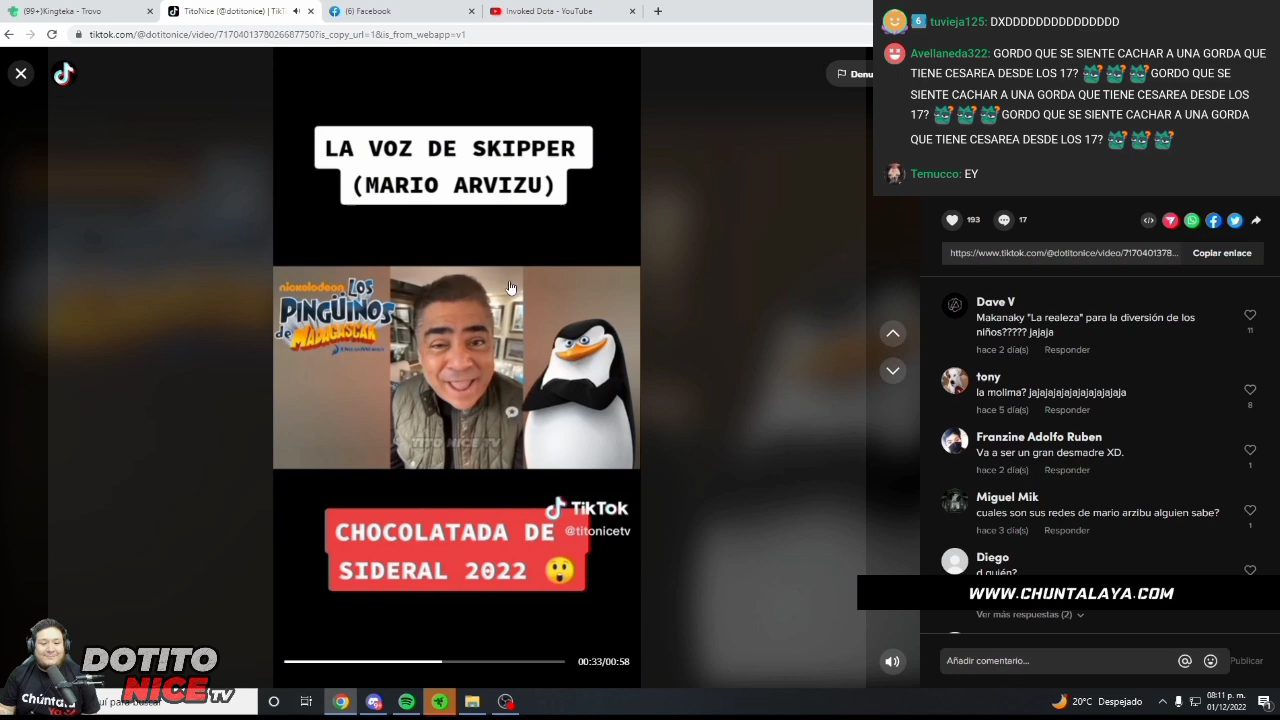 (99+)Kingteka - Trovo
TitoNice (@dotitonice) | TikT
(6) Facebook
Invoked Dota - YouTube
tiktok.com/@dotitonice/video/7170401378026687750?is_copy_url=1&is_from_webapp=v1
Denu
LA VOZ DE SKIPPER
(MARIO ARVIZU)
nickelodeon
LOS
PINGÜINOS
de MADAGASCAR
TITO NICE TV
TikTok
@titonicetv
CHOCOLATADA DE
SIDERAL 2022 😲
00:33/00:58
6 tuvieja125: DXDDDDDDDDDDDDDDD
Avellaneda322: GORDO QUE SE SIENTE CACHAR A UNA GORDA QUE
TIENE CESAREA DESDE LOS 17? GORDO QUE SE
SIENTE CACHAR A UNA GORDA QUE TIENE CESAREA DESDE LOS
17? GORDO QUE SE SIENTE CACHAR A UNA GORDA
QUE TIENE CESAREA DESDE LOS 17?
Temucco: EY
193
17
https://www.tiktok.com/@dotitonice/video/7170401378...
Copiar enlace
Dave V
Makanaky "La realeza" para la diversión de los
niños????? jajaja
11
hace 2 día(s) Responder
tony
la molima? jajajajajajajajajajajaja
8
hace 5 día(s) Responder
Franzine Adolfo Ruben
Va a ser un gran desmadre XD.
1
hace 2 día(s) Responder
Miguel Mik
cuales son sus redes de mario arzibu alguien sabe?
1
hace 3 día(s) Responder
Diego
d quién?
WWW.CHUNTALAYA.COM
Ver más respuestas (2)
Añadir comentario...
Publicar
DOTITO
NICE TV
Chúntala
Ya
uí para buscar
20°C Despejado
08:11 p. m.
01/12/2022